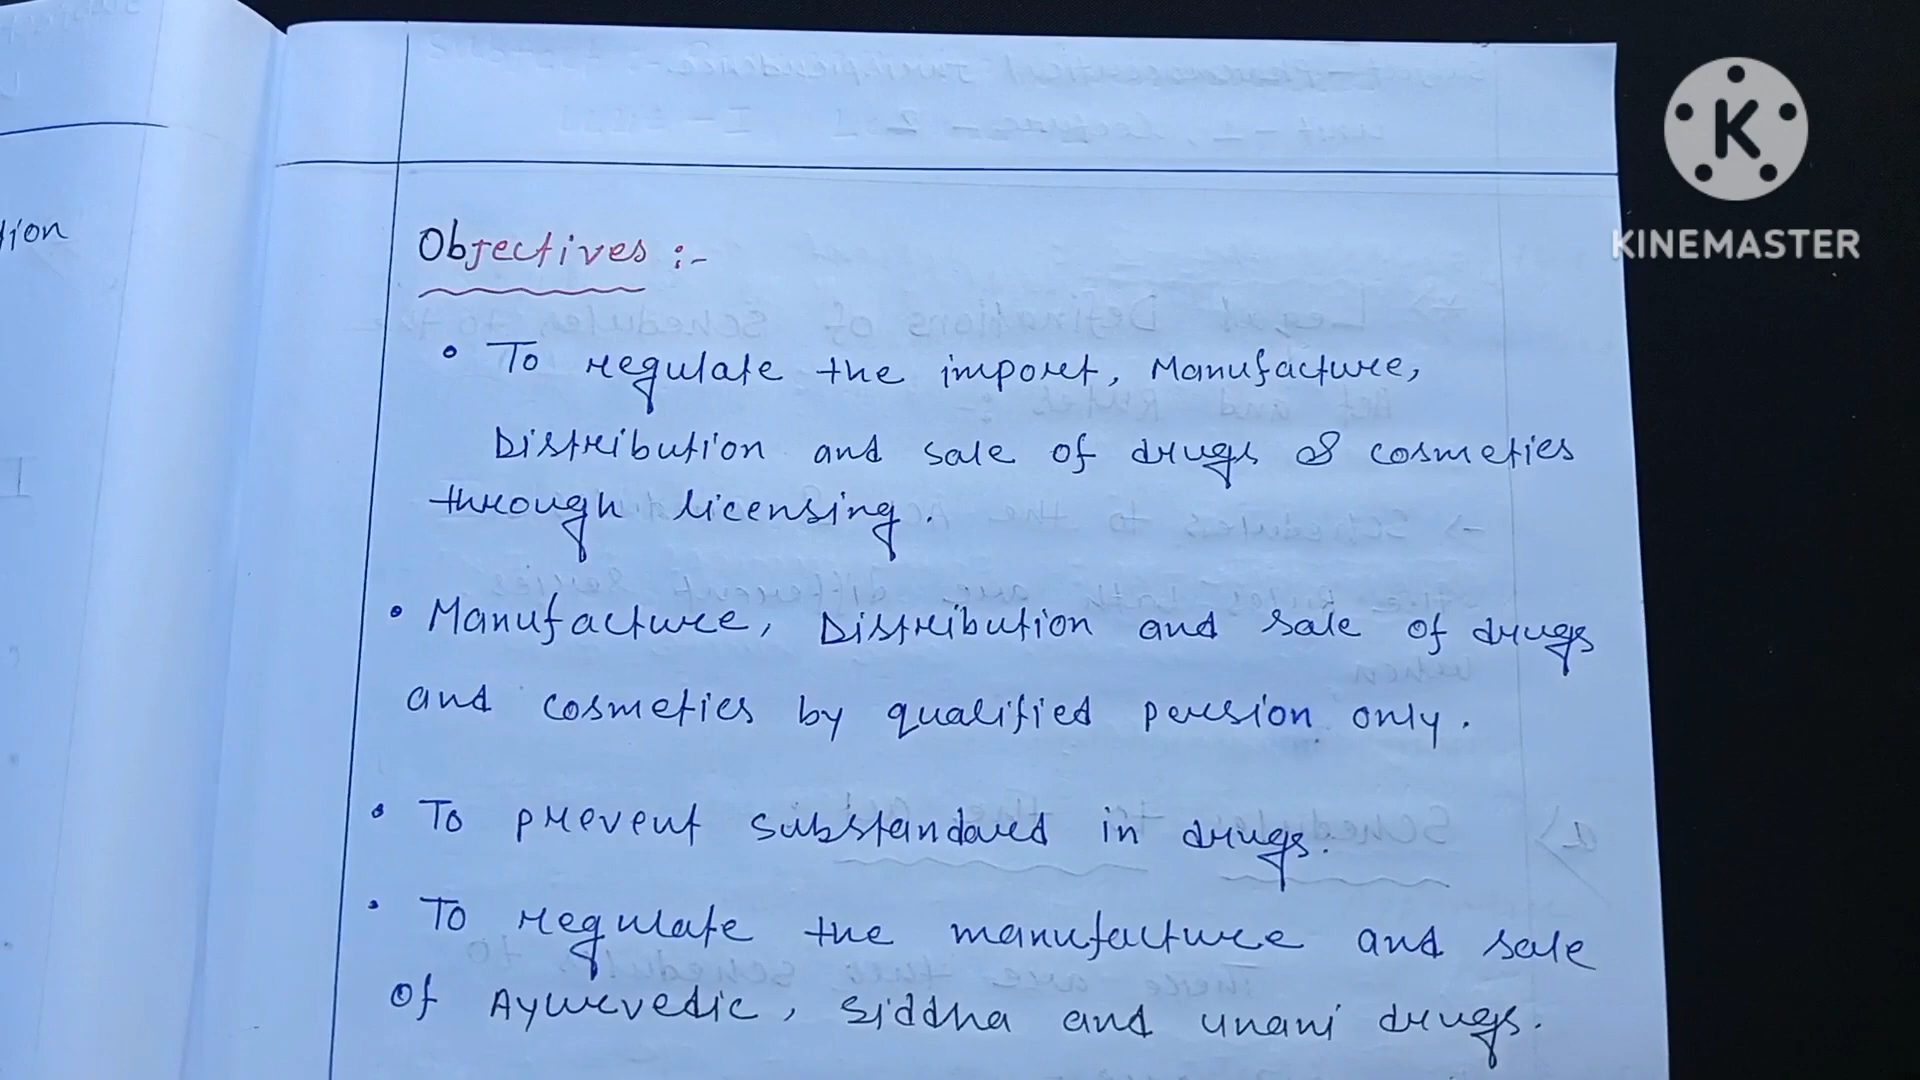 tion
Objectives :-
• To regulate the import, Manufacture,
Distribution and sale of drugs & cosmetics
through licensing.
• Manufacture, Distribution and sale of drugs
and cosmetics by qualified persion only.
• To prevent substandard in drugs.
• To regulate the manufacture and sale
of Ayurvedic, Siddha and unani drugs.
K
KINEMASTER